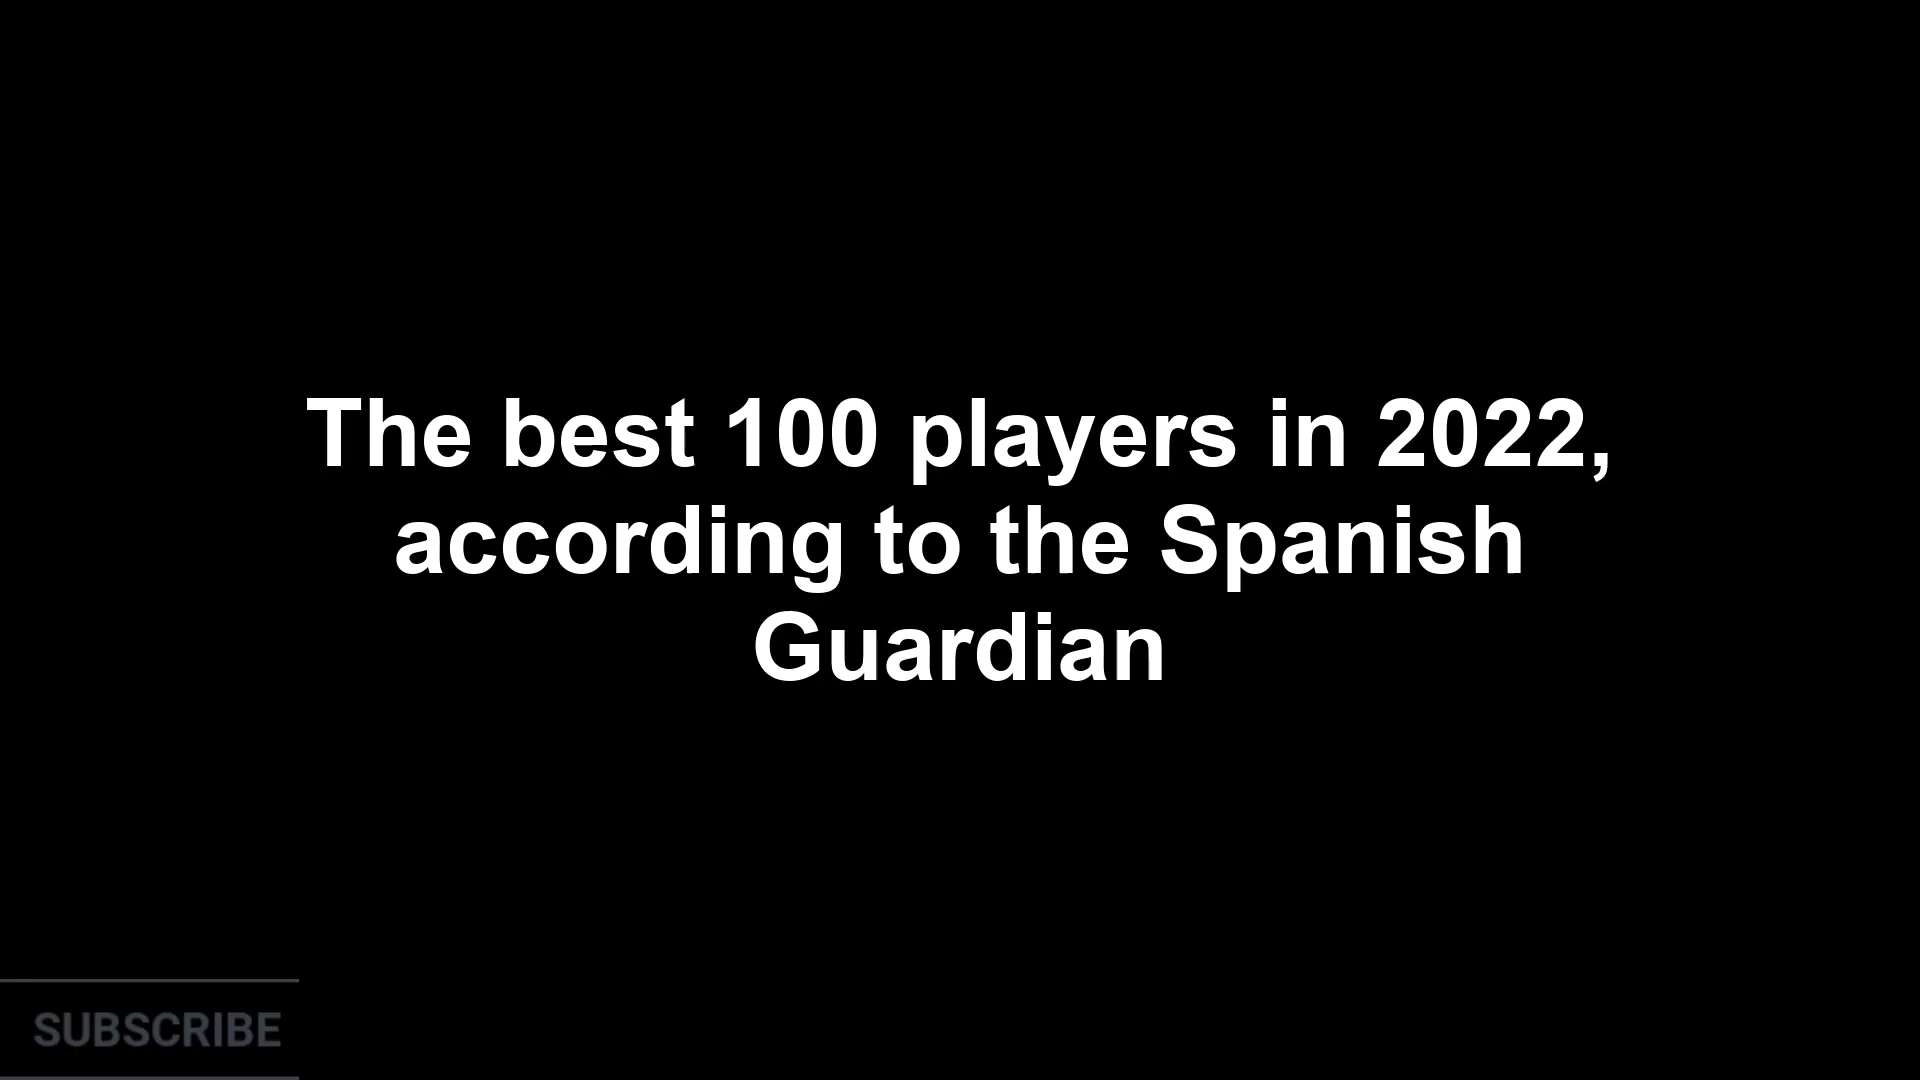 The best 100 players in 2022,
according to the Spanish
Guardian
SUBSCRIBE